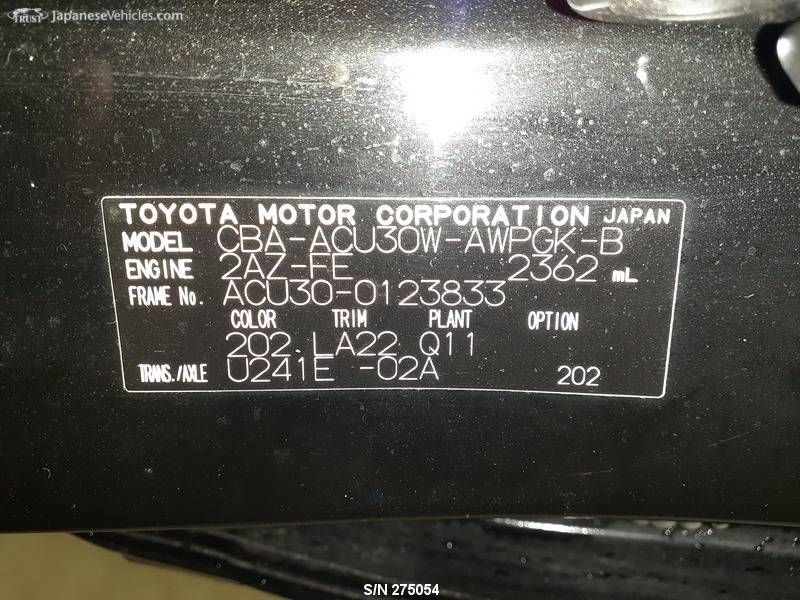 TRUST JapaneseVehicles.com
TOYOTA MOTOR CORPORATION JAPAN
MODEL CBA-ACU30W-AWPGK-B
ENGINE 2AZ-FE 2362 mL
FRAME No. ACU30-0123833
COLOR TRIM PLANT OPTION
202 LA22 Q11
TRANS./AXLE U241E -02A 202
S/N 275054